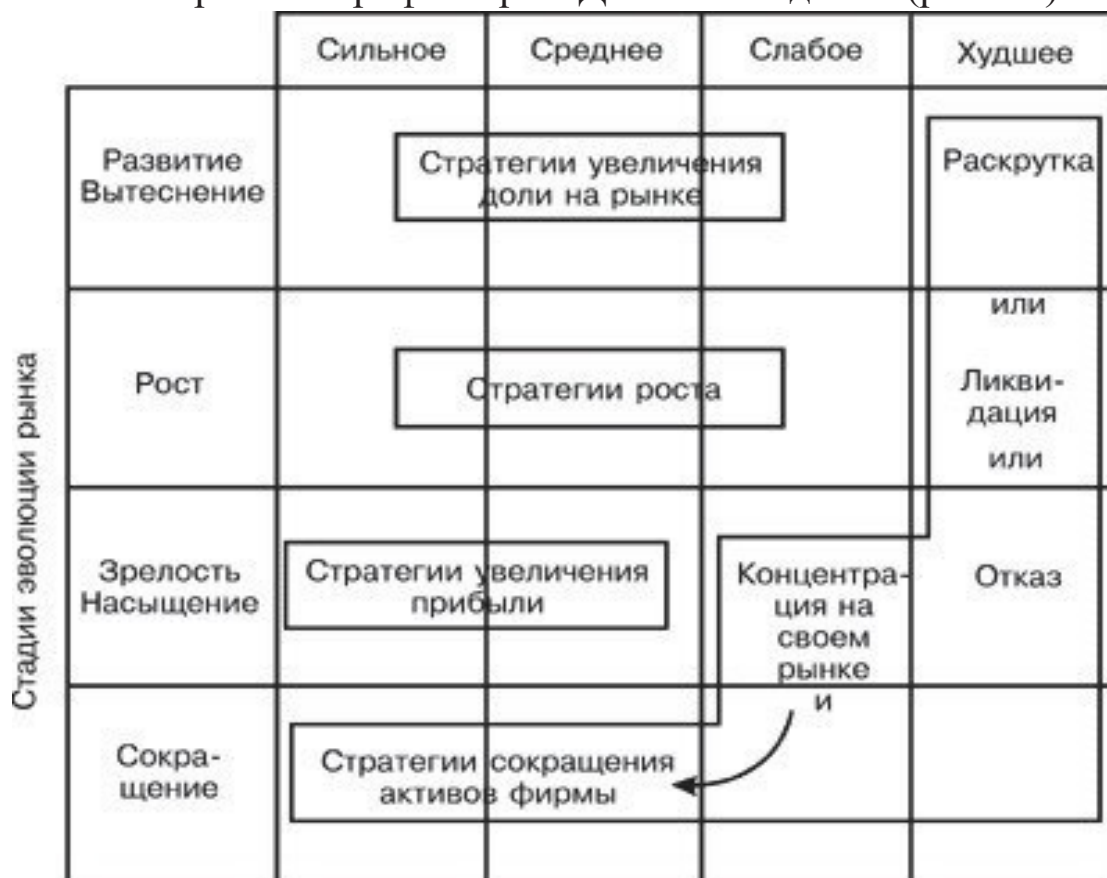 Сильное
Среднее
Слабое
Худшее
Стадии эволюции рынка
Развитие
Вытеснение
Стратегии увеличения
доли на рынке
Раскрутка
или
Рост
Стратегии роста
Ликви-
дация
или
Зрелость
Насыщение
Стратегии увеличения
прибыли
Концентра-
ция на
своем
рынке
и
Отказ
Сокра-
щение
Стратегии сокращения
активов фирмы